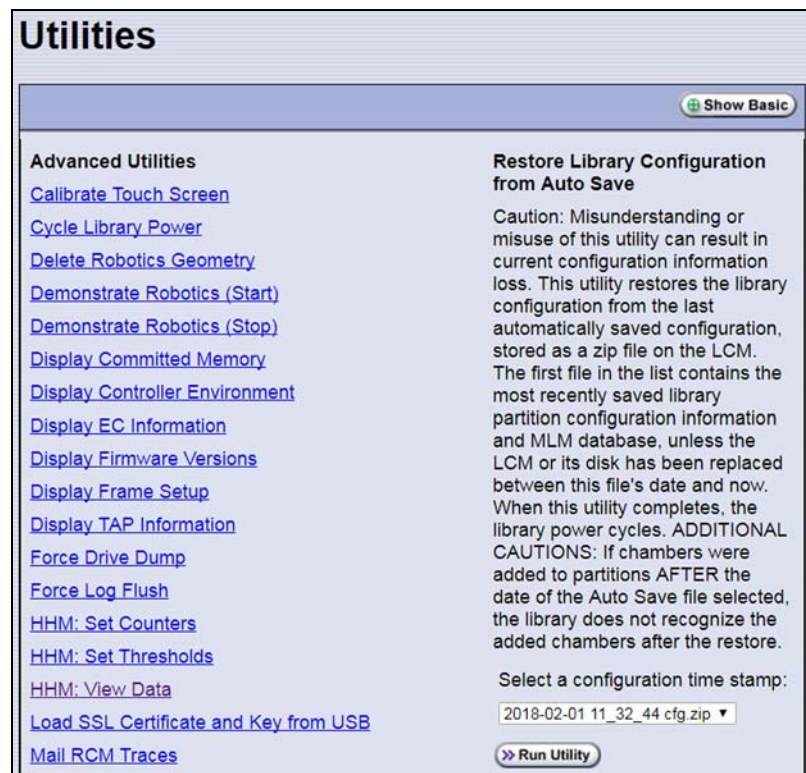 Utilities
Show Basic
Advanced Utilities
Calibrate Touch Screen
Cycle Library Power
Delete Robotics Geometry
Demonstrate Robotics (Start)
Demonstrate Robotics (Stop)
Display Committed Memory
Display Controller Environment
Display EC Information
Display Firmware Versions
Display Frame Setup
Display TAP Information
Force Drive Dump
Force Log Flush
HHM: Set Counters
HHM: Set Thresholds
HHM: View Data
Load SSL Certificate and Key from USB
Mail RCM Traces
Restore Library Configuration
from Auto Save
Caution: Misunderstanding or
misuse of this utility can result in
current configuration information
loss. This utility restores the library
configuration from the last
automatically saved configuration,
stored as a zip file on the LCM.
The first file in the list contains the
most recently saved library
partition configuration information
and MLM database, unless the
LCM or its disk has been replaced
between this file's date and now.
When this utility completes, the
library power cycles. ADDITIONAL
CAUTIONS: If chambers were
added to partitions AFTER the
date of the Auto Save file selected,
the library does not recognize the
added chambers after the restore.
Select a configuration time stamp:
2018-02-01 11_32_44 cfg.zip
Run Utility